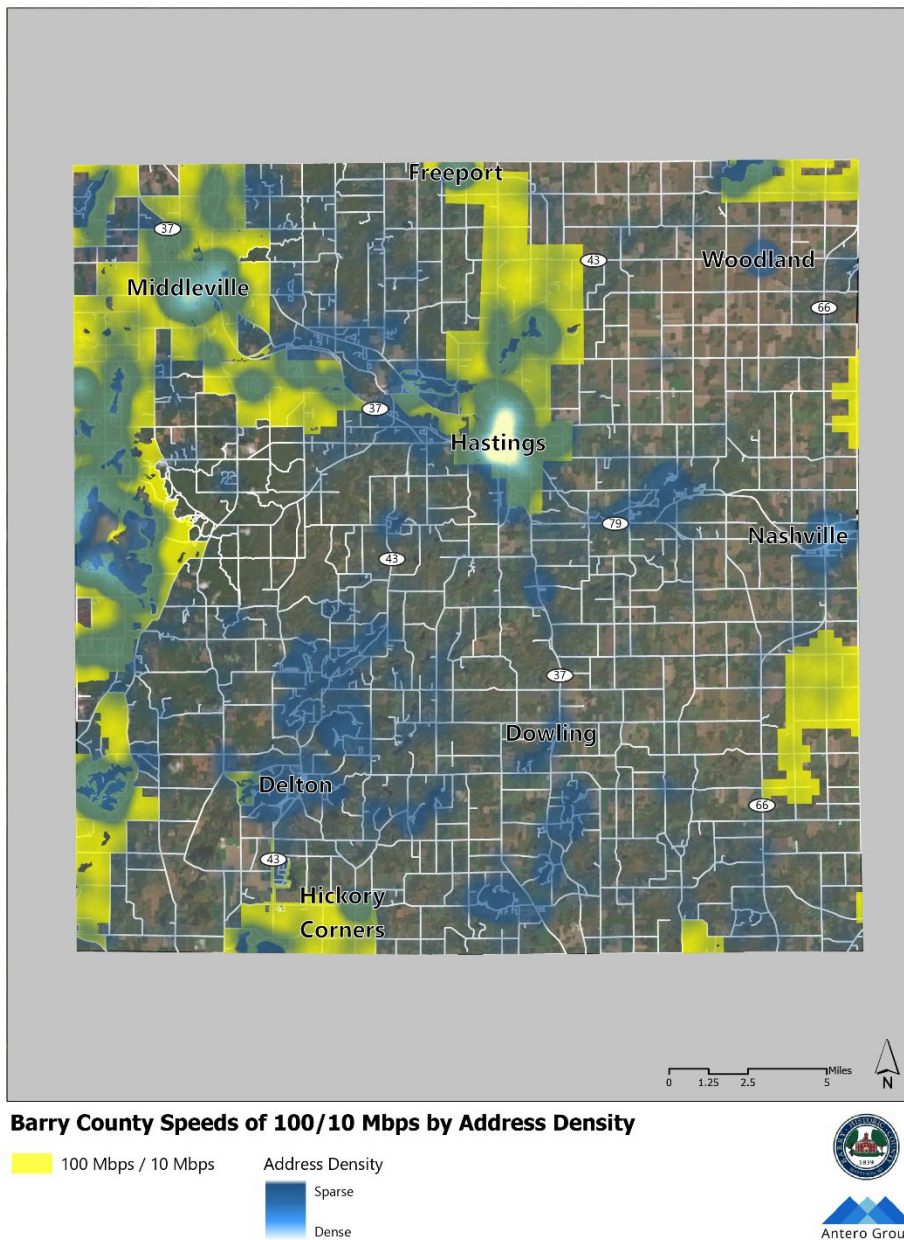 Freeport
37
43
Woodland
Middleville
66
37
Hastings
79
Nashville
43
37
Dowling
Delton
66
43
Hickory
Corners
Miles
0 1.25 2.5 5
N
Barry County Speeds of 100/10 Mbps by Address Density
100 Mbps / 10 Mbps
Address Density
Sparse
Dense
1839
Antero Grou